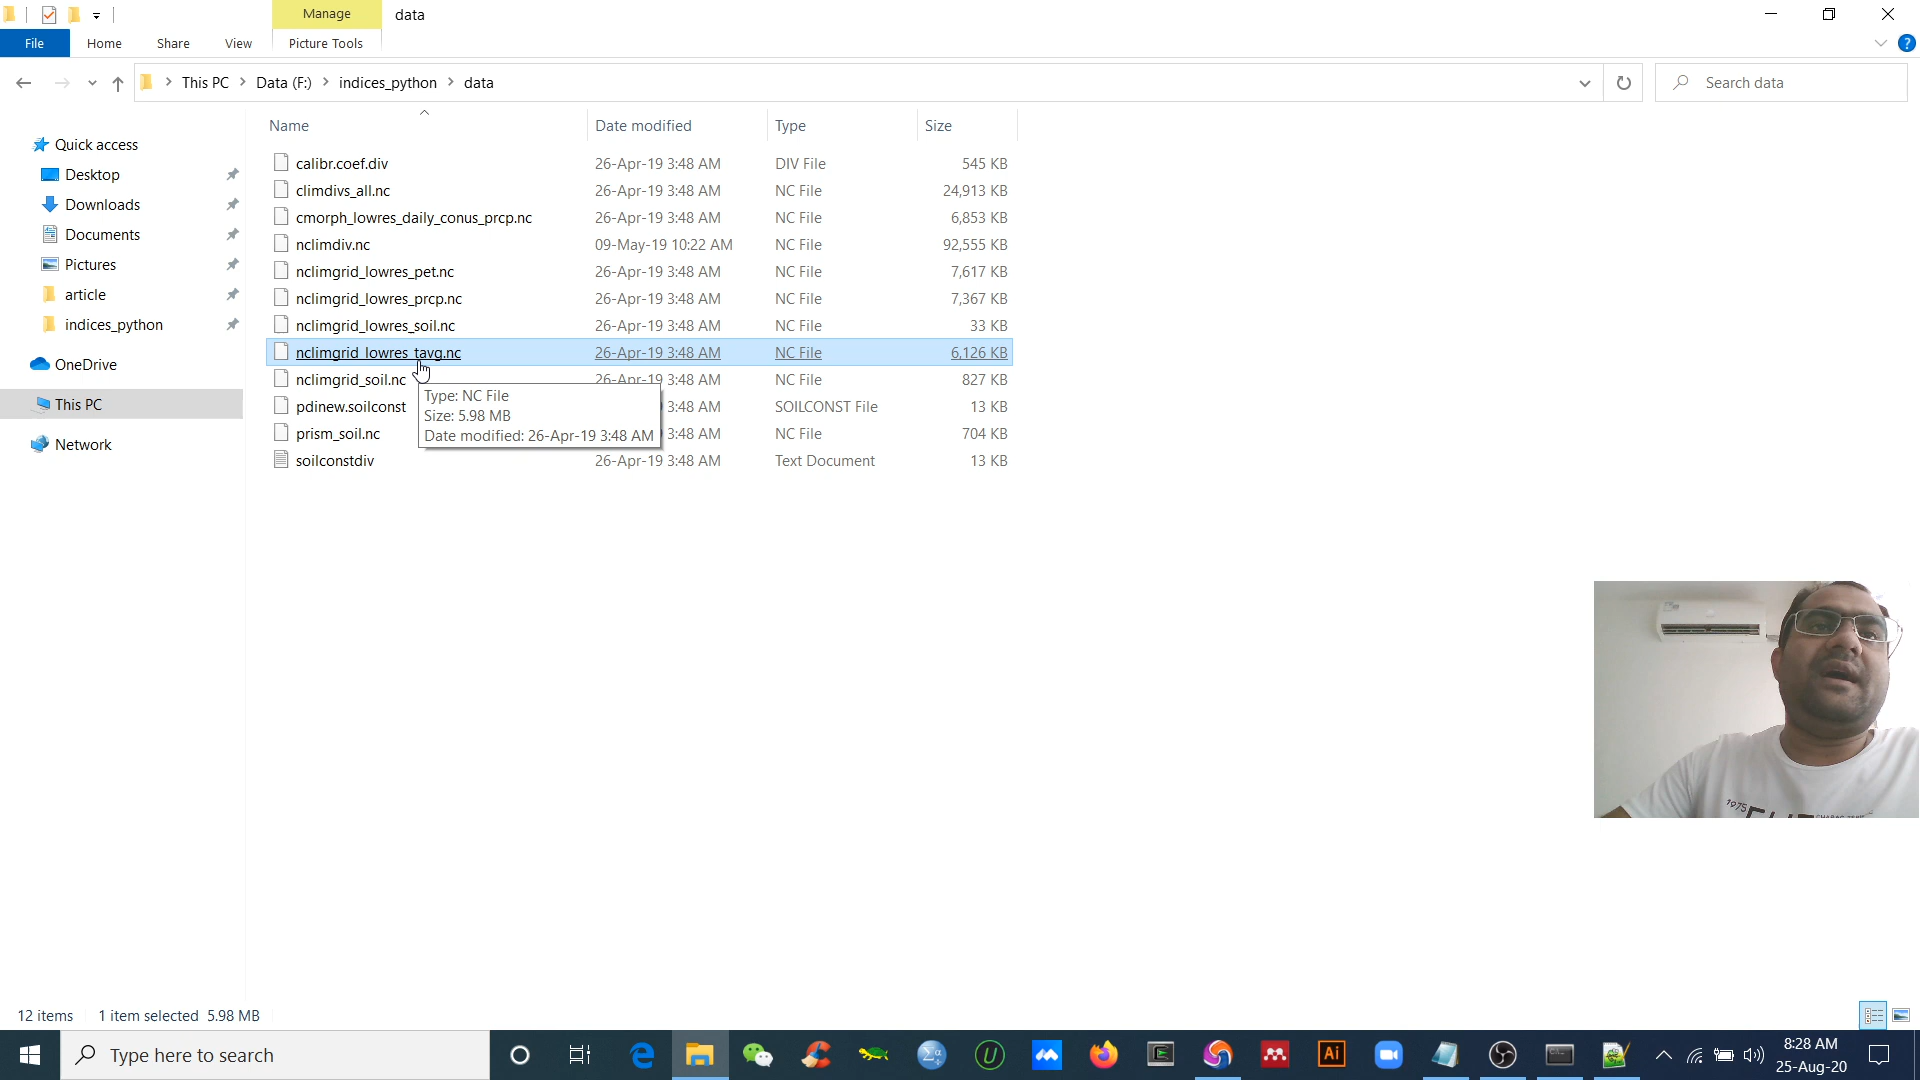 Manage data
File Home Share View Picture Tools
This PC Data (F:) indices_python data Search data
Name Date modified Type Size
Quick access
Desktop
Downloads
Documents
Pictures
article
indices_python
OneDrive
This PC
Network
calibr.coef.div 26-Apr-19 3:48 AM DIV File 545 KB
climdivs_all.nc 26-Apr-19 3:48 AM NC File 24,913 KB
cmorph_lowres_daily_conus_prcp.nc 26-Apr-19 3:48 AM NC File 6,853 KB
nclimdiv.nc 09-May-19 10:22 AM NC File 92,555 KB
nclimgrid_lowres_pet.nc 26-Apr-19 3:48 AM NC File 7,617 KB
nclimgrid_lowres_prcp.nc 26-Apr-19 3:48 AM NC File 7,367 KB
nclimgrid_lowres_soil.nc 26-Apr-19 3:48 AM NC File 33 KB
nclimgrid_lowres_tavg.nc 26-Apr-19 3:48 AM NC File 6,126 KB
nclimgrid_soil.nc 26-Apr-19 3:48 AM NC File 827 KB
pdinew.soilconst 3:48 AM SOILCONST File 13 KB
prism_soil.nc 3:48 AM NC File 704 KB
soilconstdiv 26-Apr-19 3:48 AM Text Document 13 KB
Type: NC File
Size: 5.98 MB
Date modified: 26-Apr-19 3:48 AM
1975
12 items 1 item selected 5.98 MB
Type here to search
Ai
8:28 AM
25-Aug-20